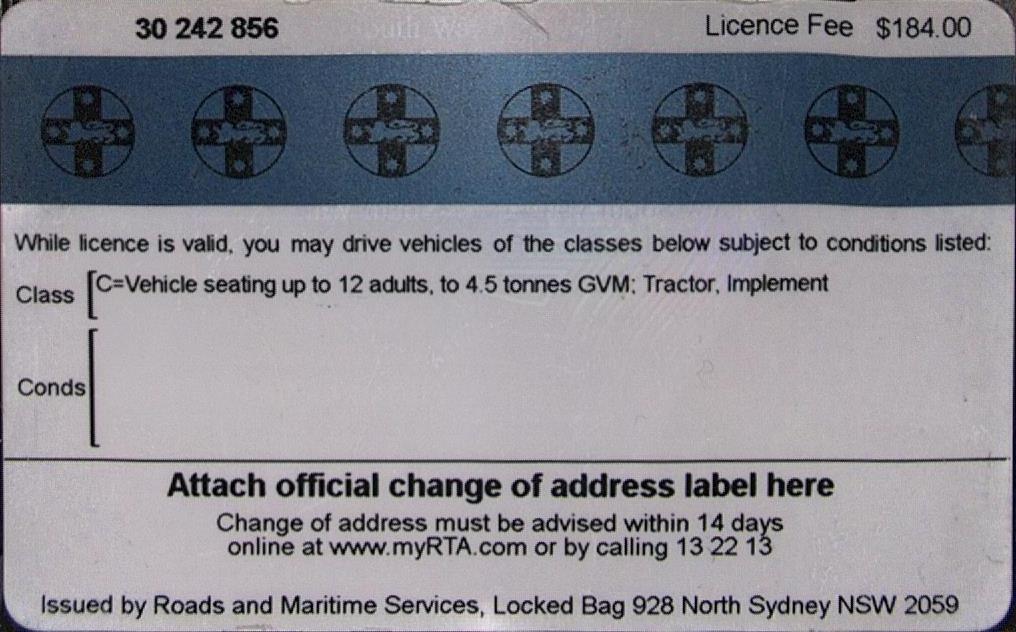 30 242 856 Licence Fee $184.00
While licence is valid, you may drive vehicles of the classes below subject to conditions listed:
Class C=Vehicle seating up to 12 adults, to 4.5 tonnes GVM; Tractor, Implement
Conds
Attach official change of address label here
Change of address must be advised within 14 days
online at www.myRTA.com or by calling 13 22 13
Issued by Roads and Maritime Services, Locked Bag 928 North Sydney NSW 2059